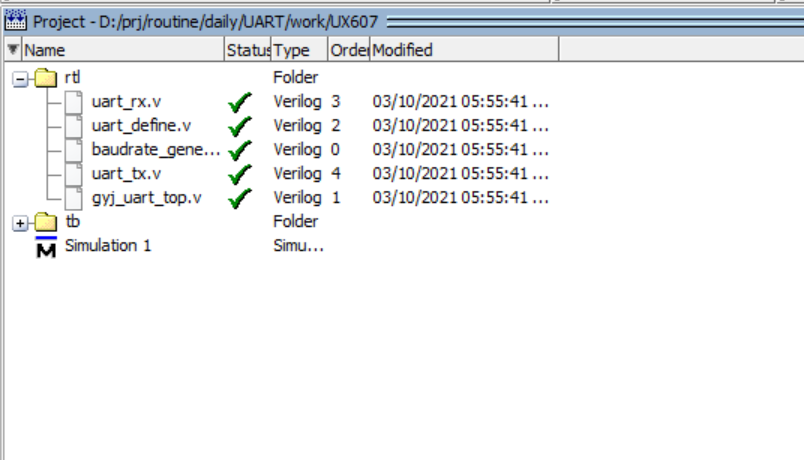 Project - D:/prj/routine/daily/UART/work/UX607
Name Status Type Order Modified
rtl Folder
uart_rx.v Verilog 3 03/10/2021 05:55:41 ...
uart_define.v Verilog 2 03/10/2021 05:55:41 ...
baudrate_gene... Verilog 0 03/10/2021 05:55:41 ...
uart_tx.v Verilog 4 03/10/2021 05:55:41 ...
gyj_uart_top.v Verilog 1 03/10/2021 05:55:41 ...
tb Folder
M Simulation 1 Simu...